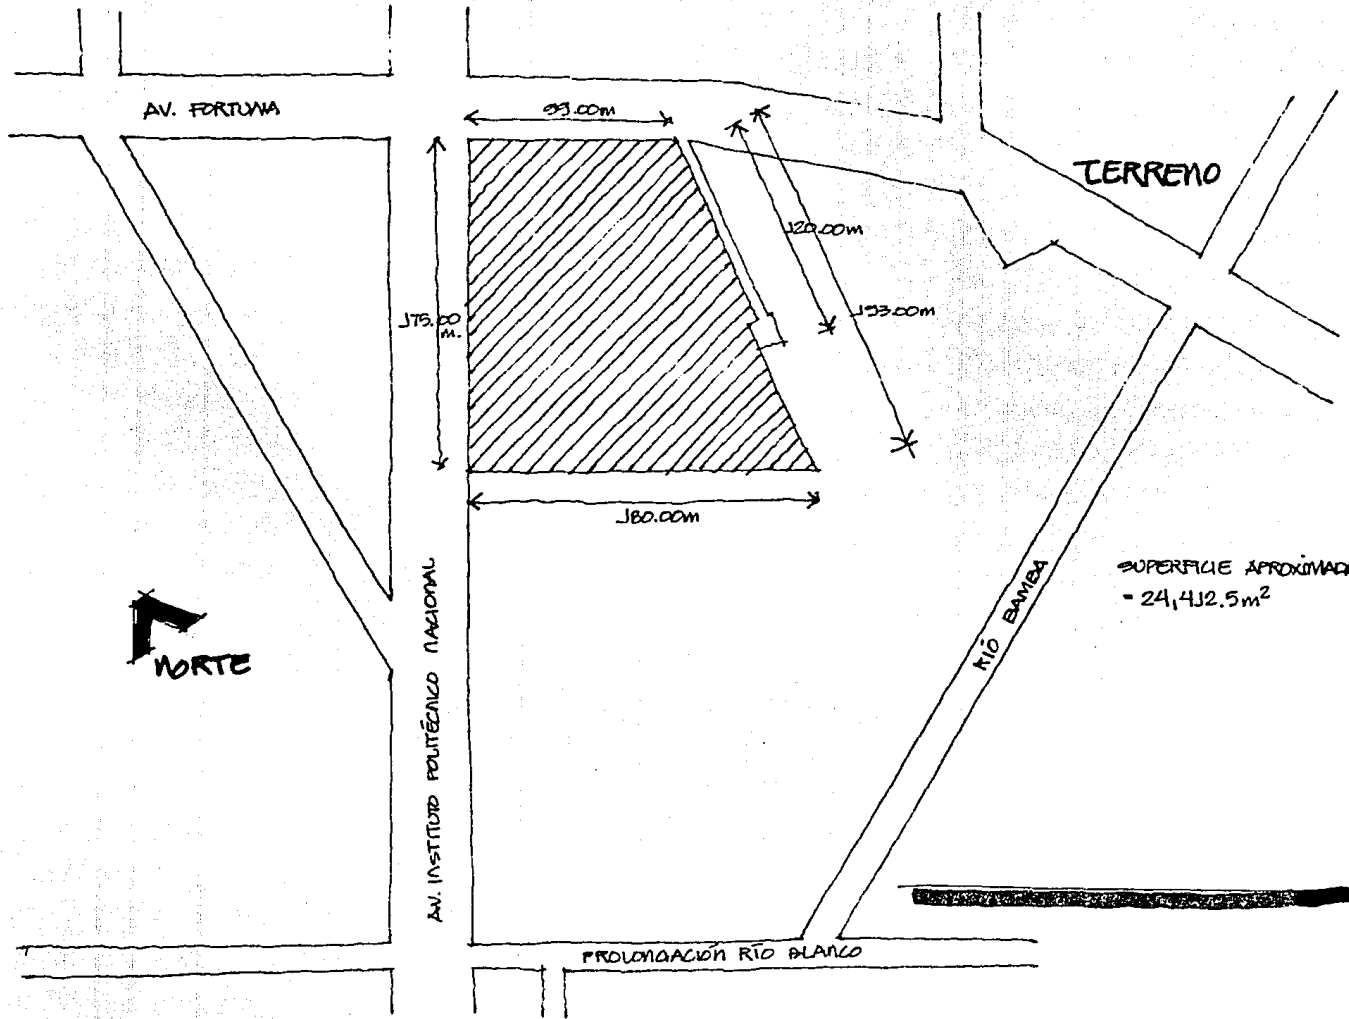 AV. FORTUNA
99.00m
TERRENO
120.00m
193.00m
175.00
m.
180.00m
AV. INSTITUTO POLITÉCNICO NACIONAL
RÍO BAMBA
SUPERFICIE APROXIMADA
- 24,412.5m²
NORTE
PROLONGACIÓN RÍO BLANCO